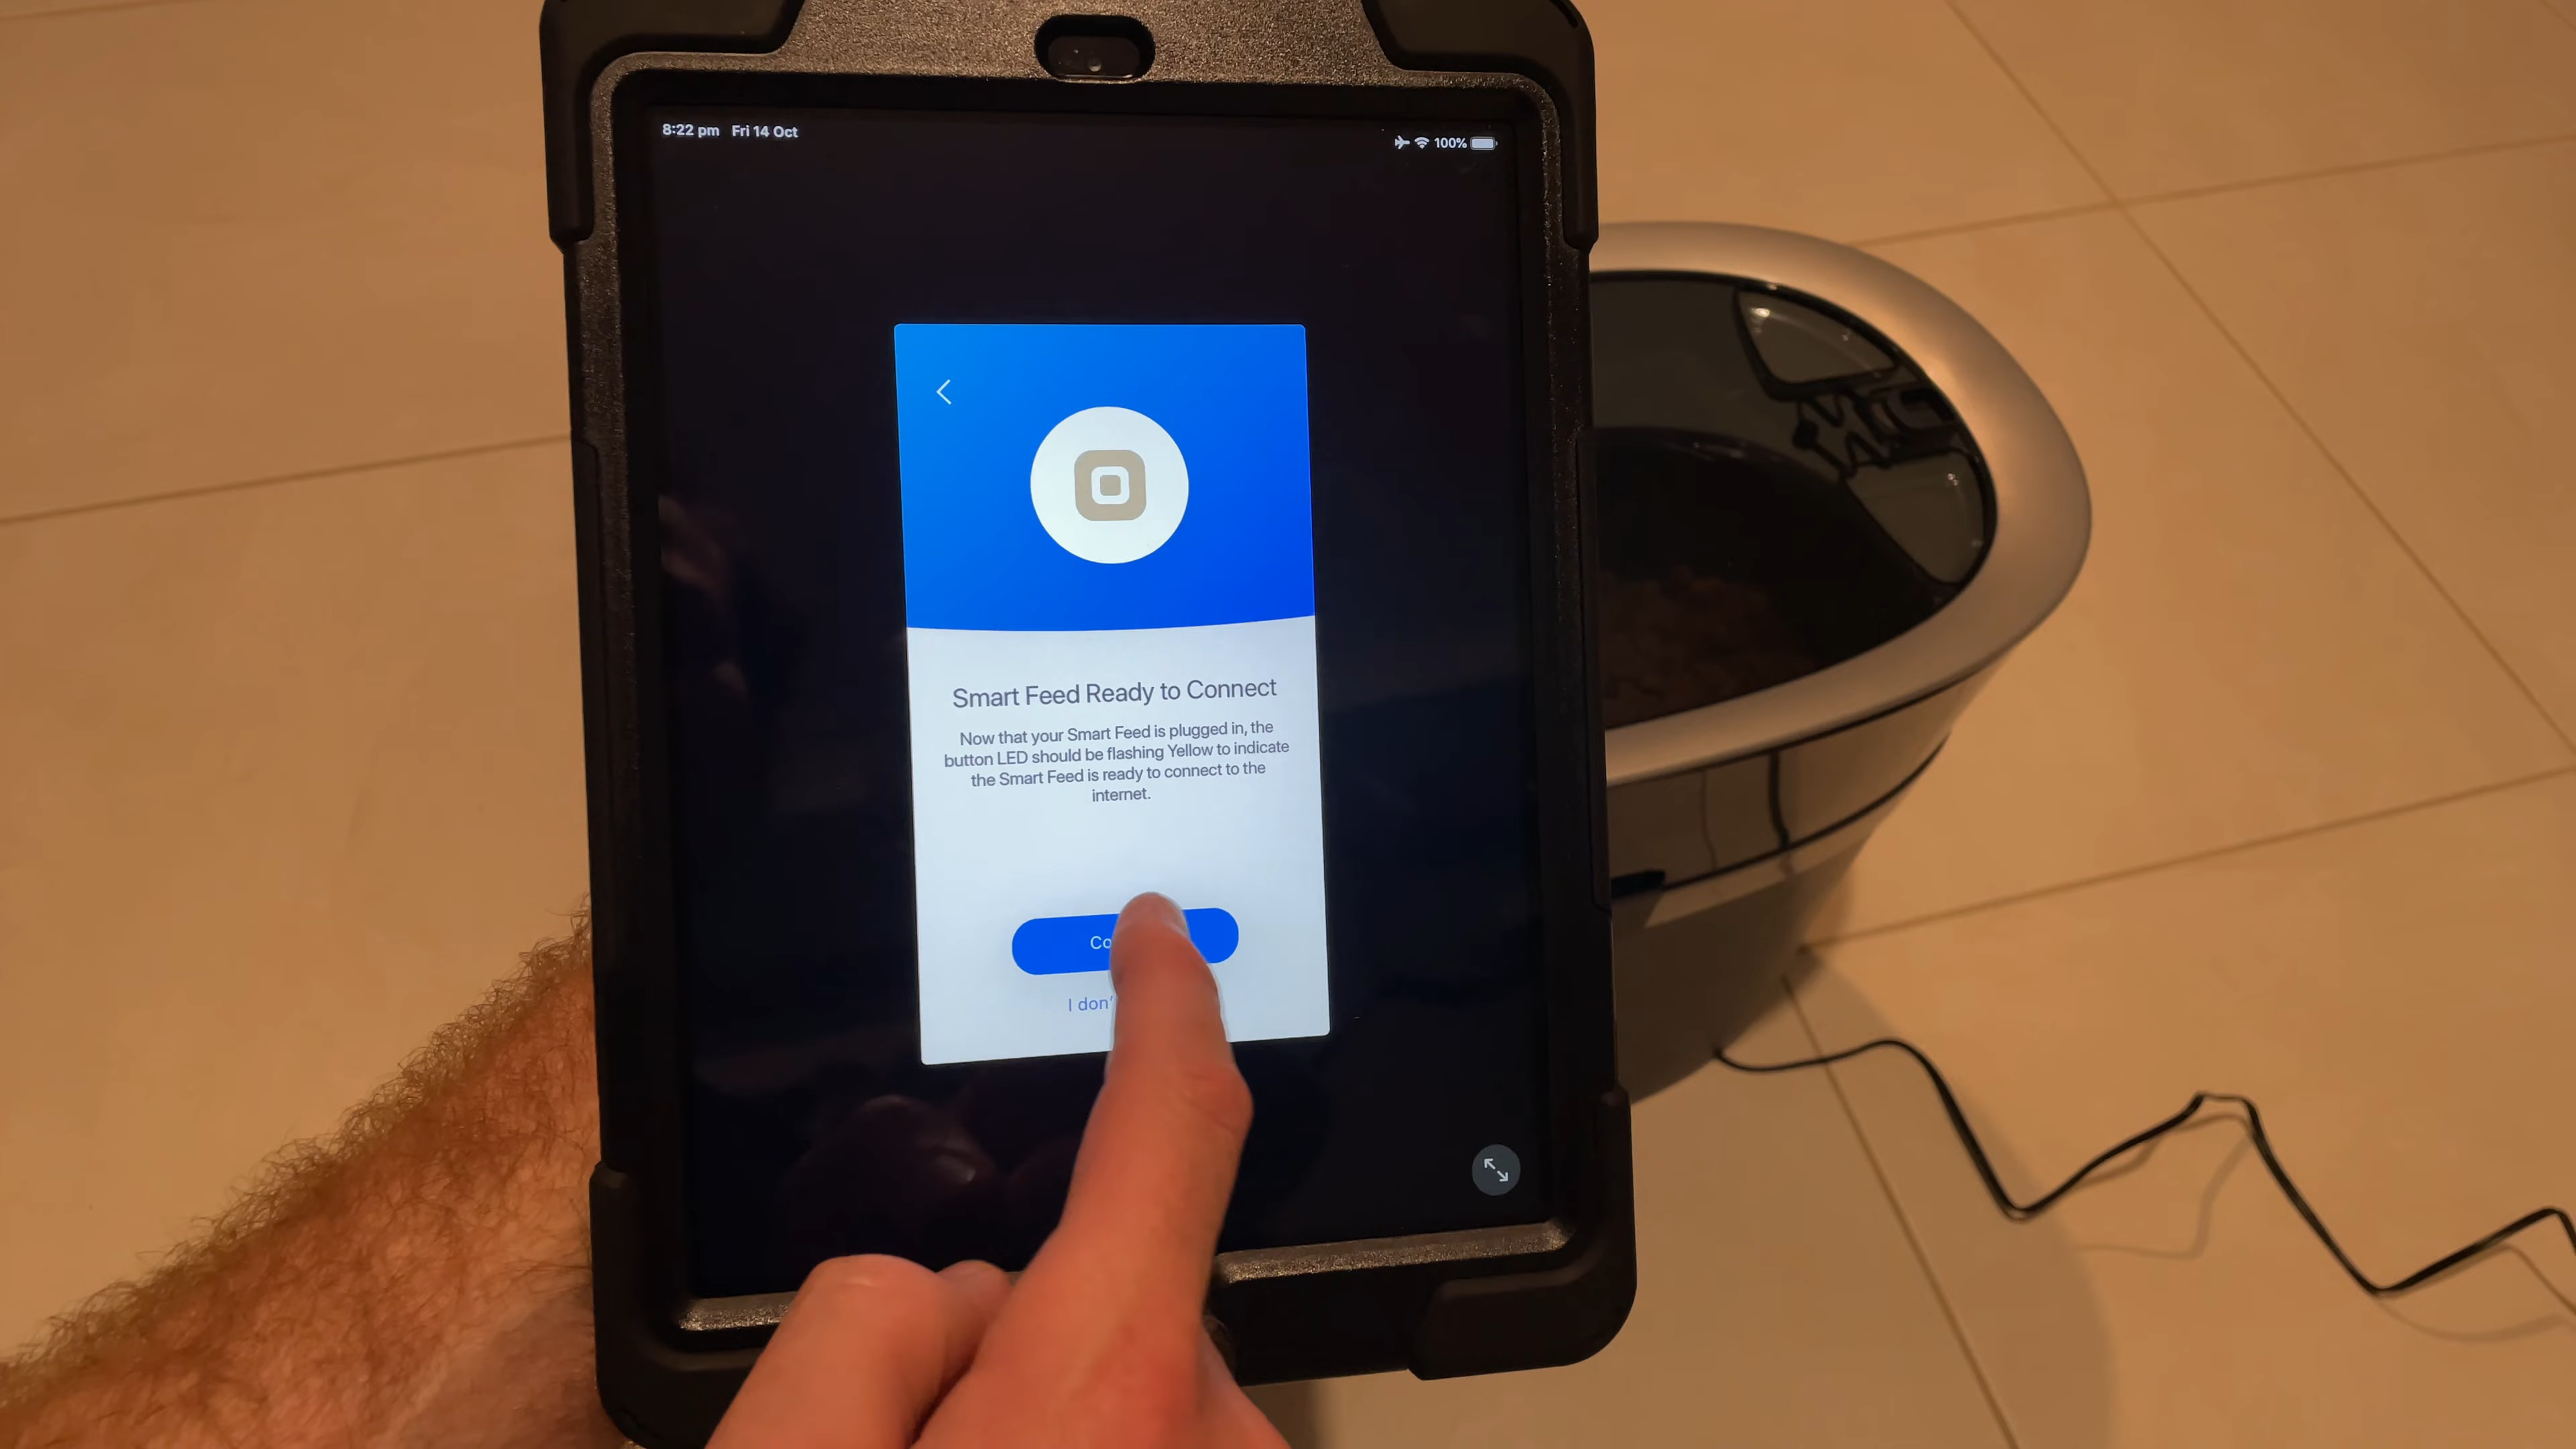 8:22 pm Fri 14 Oct
100%
Smart Feed Ready to Connect
Now that your Smart Feed is plugged in, the
button LED should be flashing Yellow to indicate
the Smart Feed is ready to connect to the
internet.
I don'